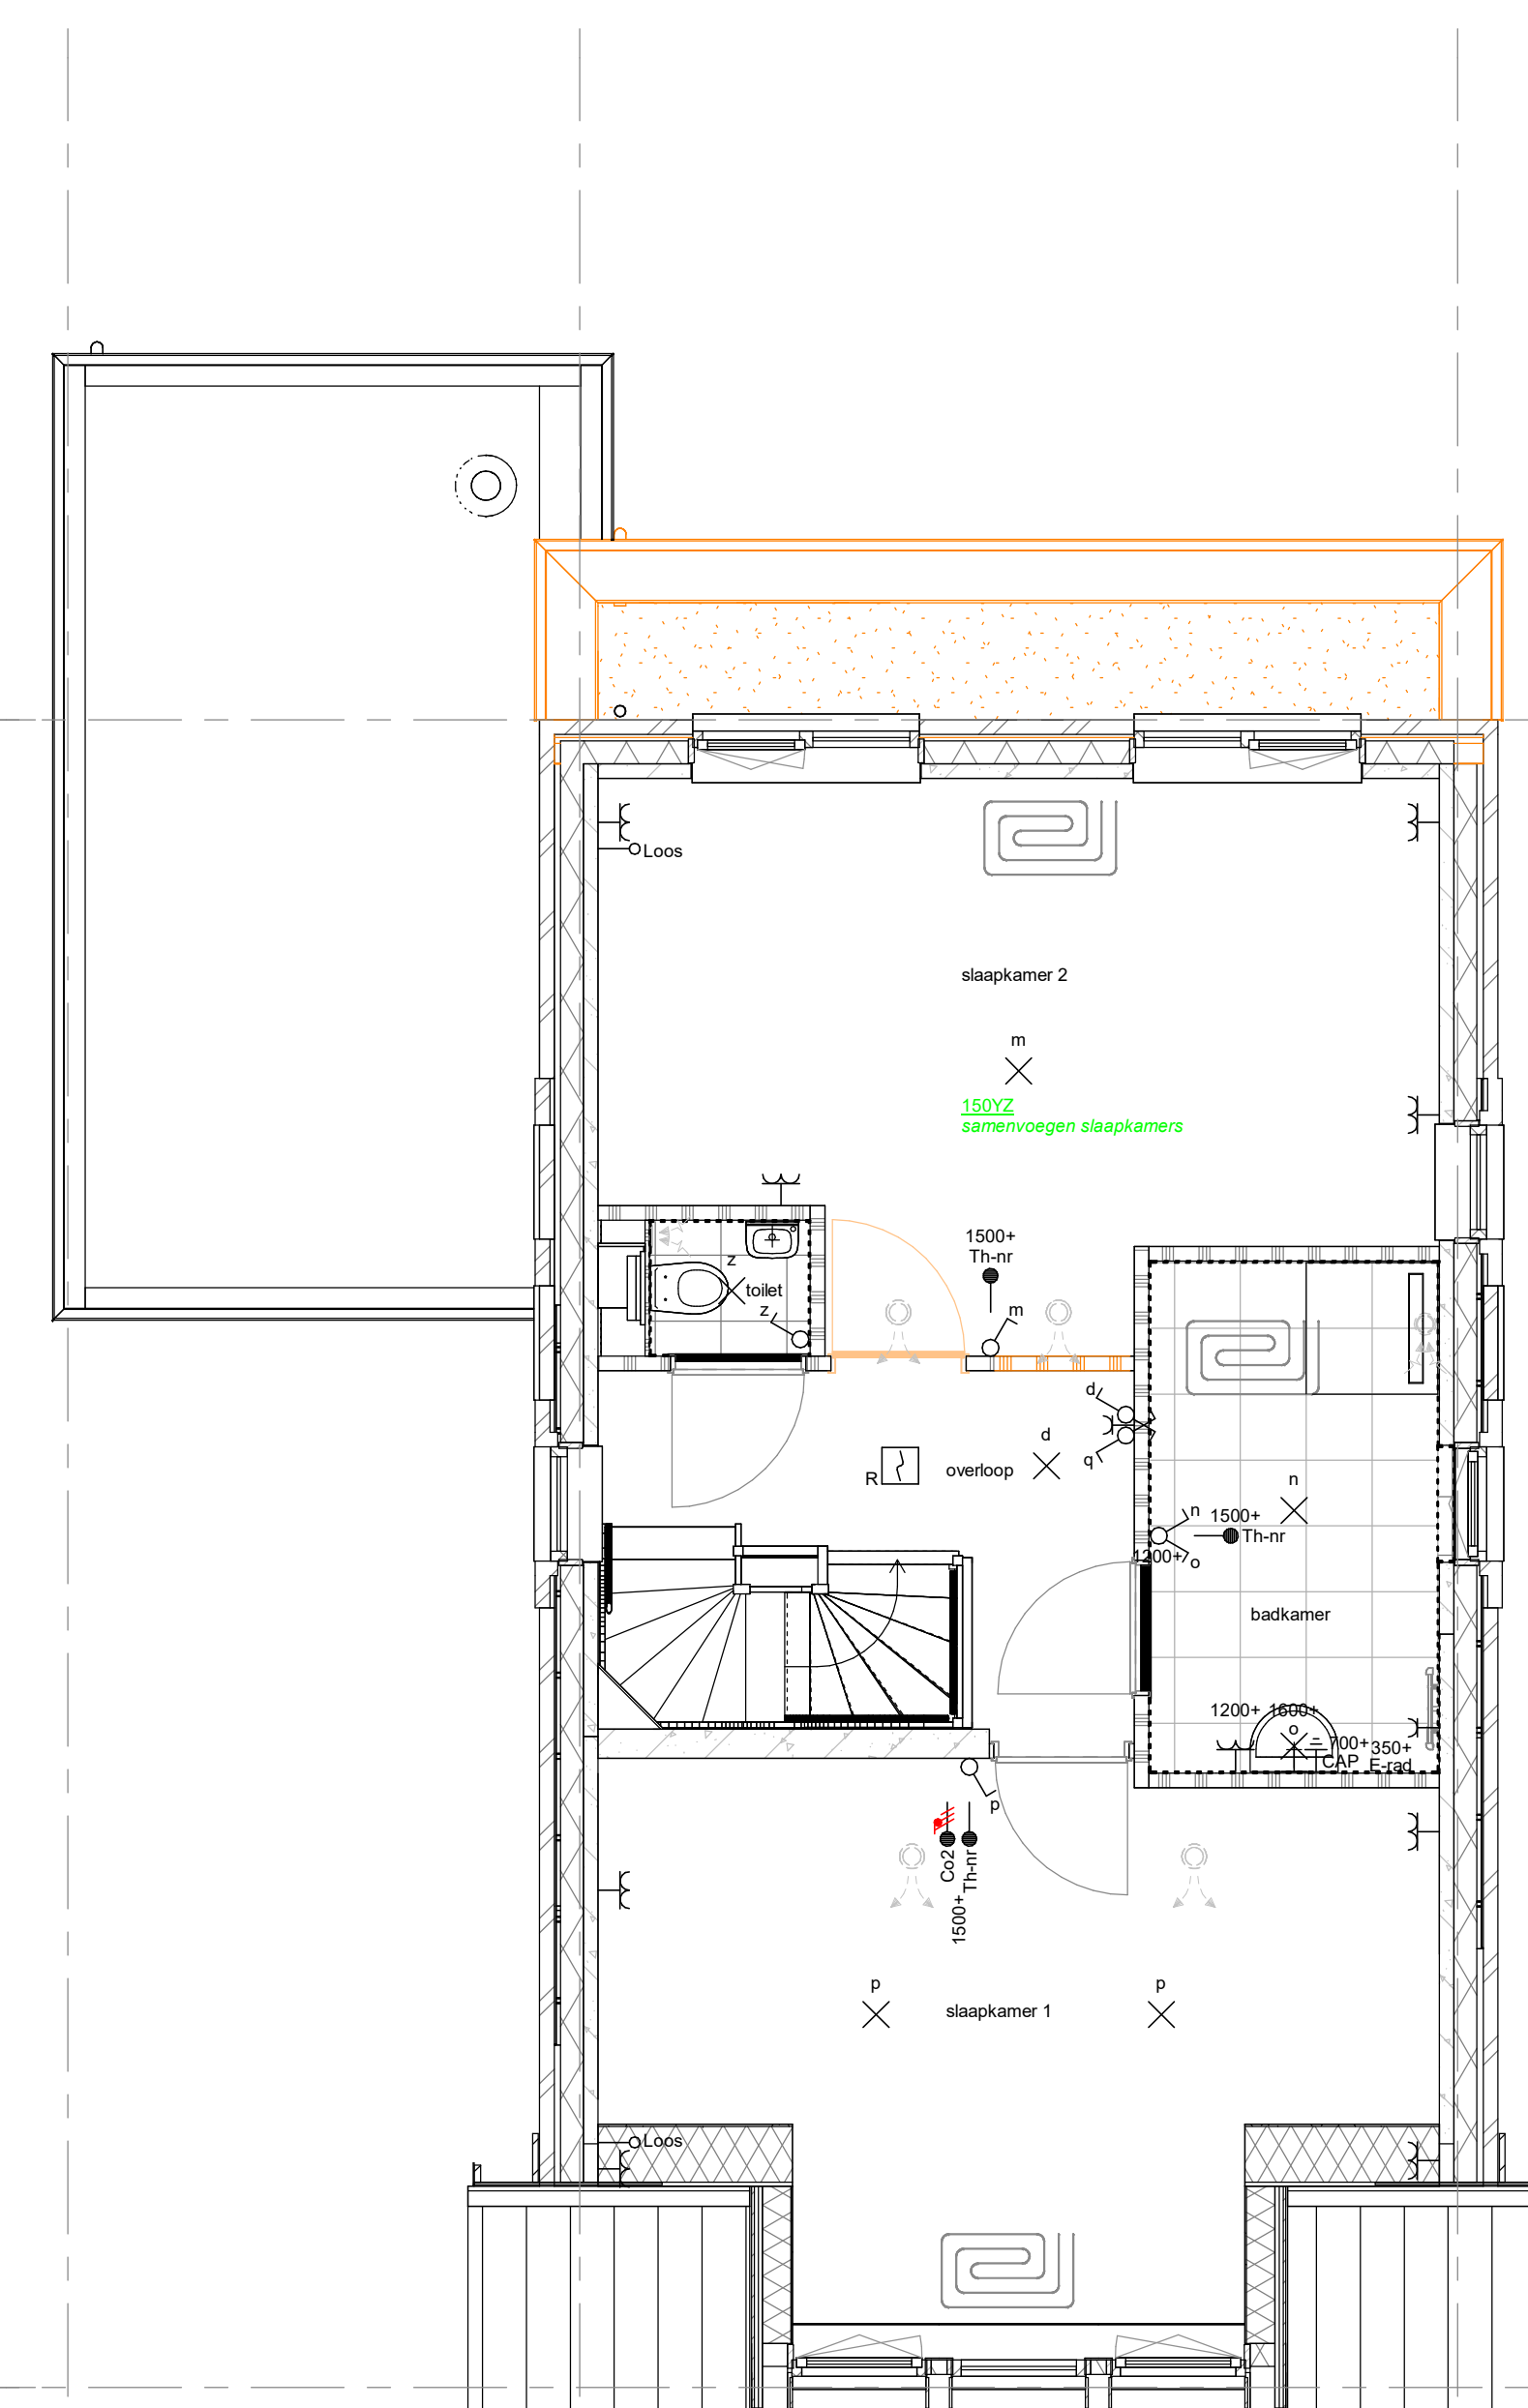 Loos
slaapkamer 2
m
150YZ
samenvoegen slaapkamers
1500+
Th-nr
z
toilet
z
m
d
d
q
R
overloop
n
n
1500+
Th-nr
1200+
o
badkamer
1200+
1600+
o
700+
CAP
350+
E-rad
p
Co2
Th-nr
1500+
p
p
slaapkamer 1
Loos